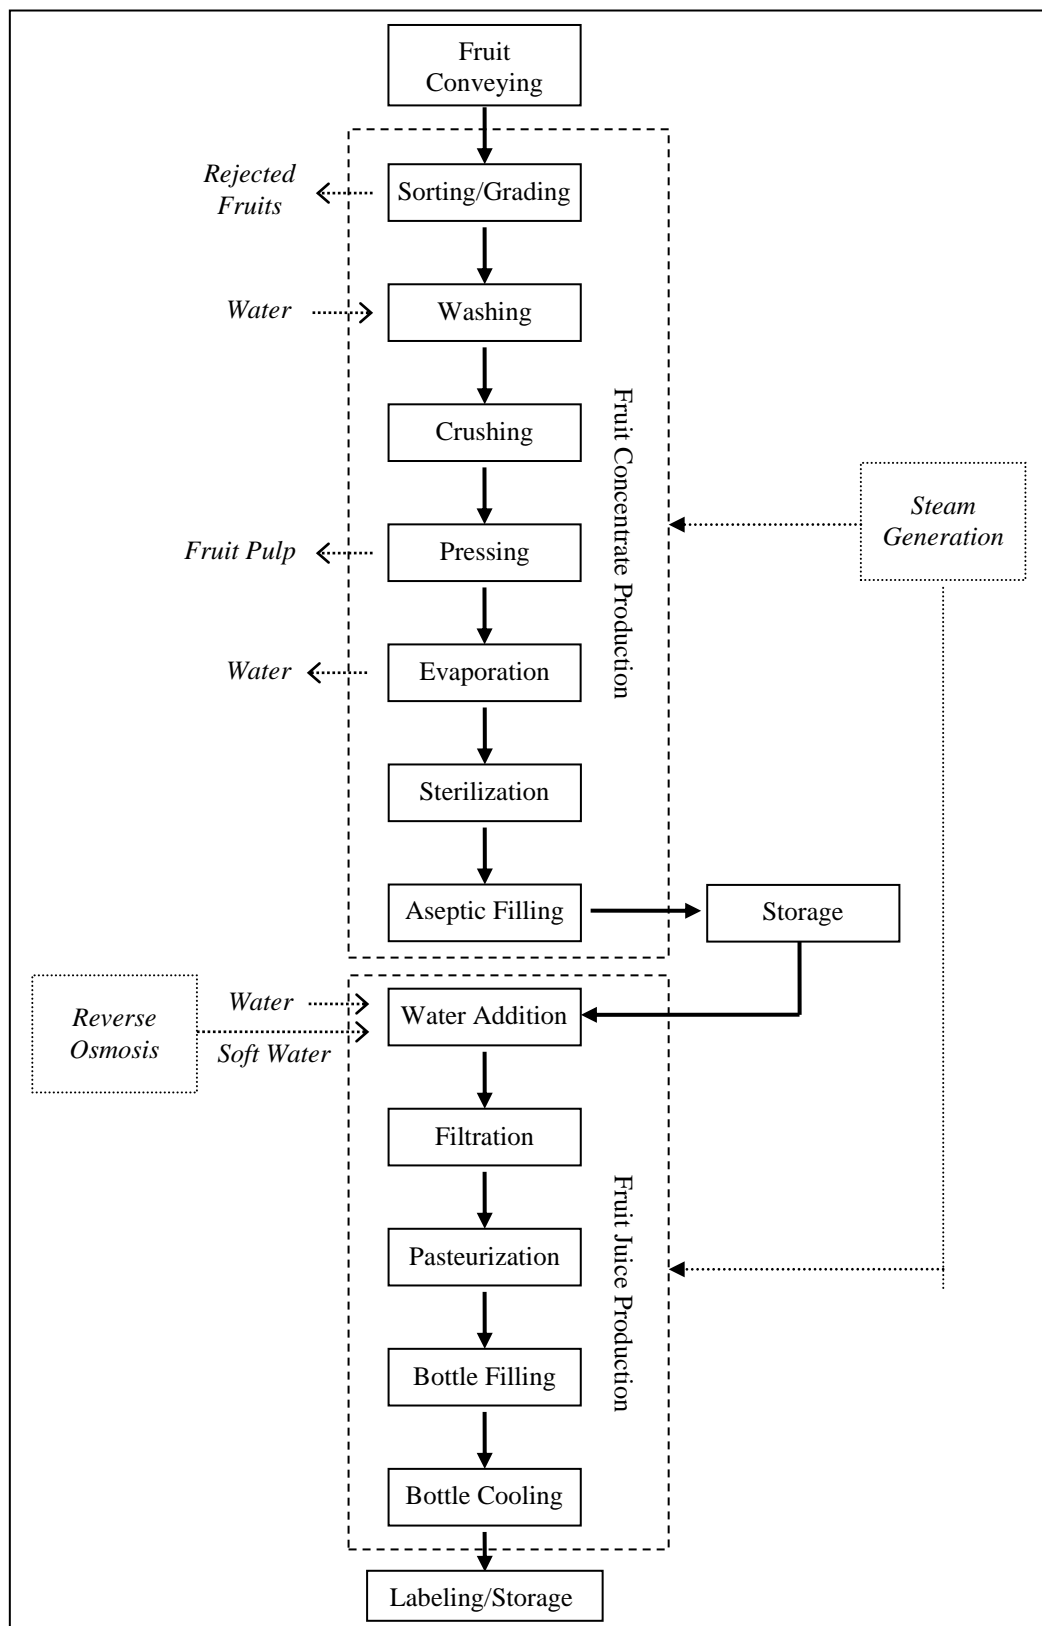 Fruit
Conveying
Rejected
Fruits
Sorting/Grading
Water
Washing
Crushing
Fruit Concentrate Production
Steam
Generation
Fruit Pulp
Pressing
Water
Evaporation
Sterilization
Aseptic Filling
Storage
Reverse
Osmosis
Water
Soft Water
Water Addition
Filtration
Fruit Juice Production
Pasteurization
Bottle Filling
Bottle Cooling
Labeling/Storage